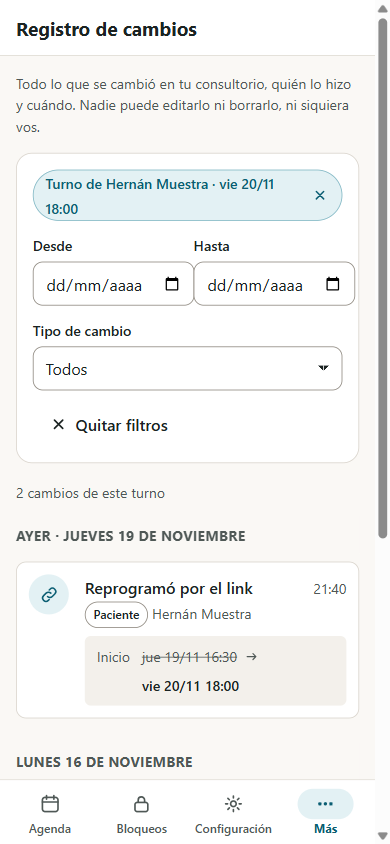 Registro de cambios
Todo lo que se cambió en tu consultorio, quién lo hizo
y cuándo. Nadie puede editarlo ni borrarlo, ni siquiera
vos.
Turno de Hernán Muestra · vie 20/11
18:00
Desde Hasta
dd/mm/aaaa dd/mm/aaaa
Tipo de cambio
Todos
Quitar filtros
2 cambios de este turno
AYER · JUEVES 19 DE NOVIEMBRE
Reprogramó por el link 21:40
Paciente Hernán Muestra
Inicio jue 19/11 16:30 →
vie 20/11 18:00
LUNES 16 DE NOVIEMBRE
Agenda Bloqueos Configuración Más